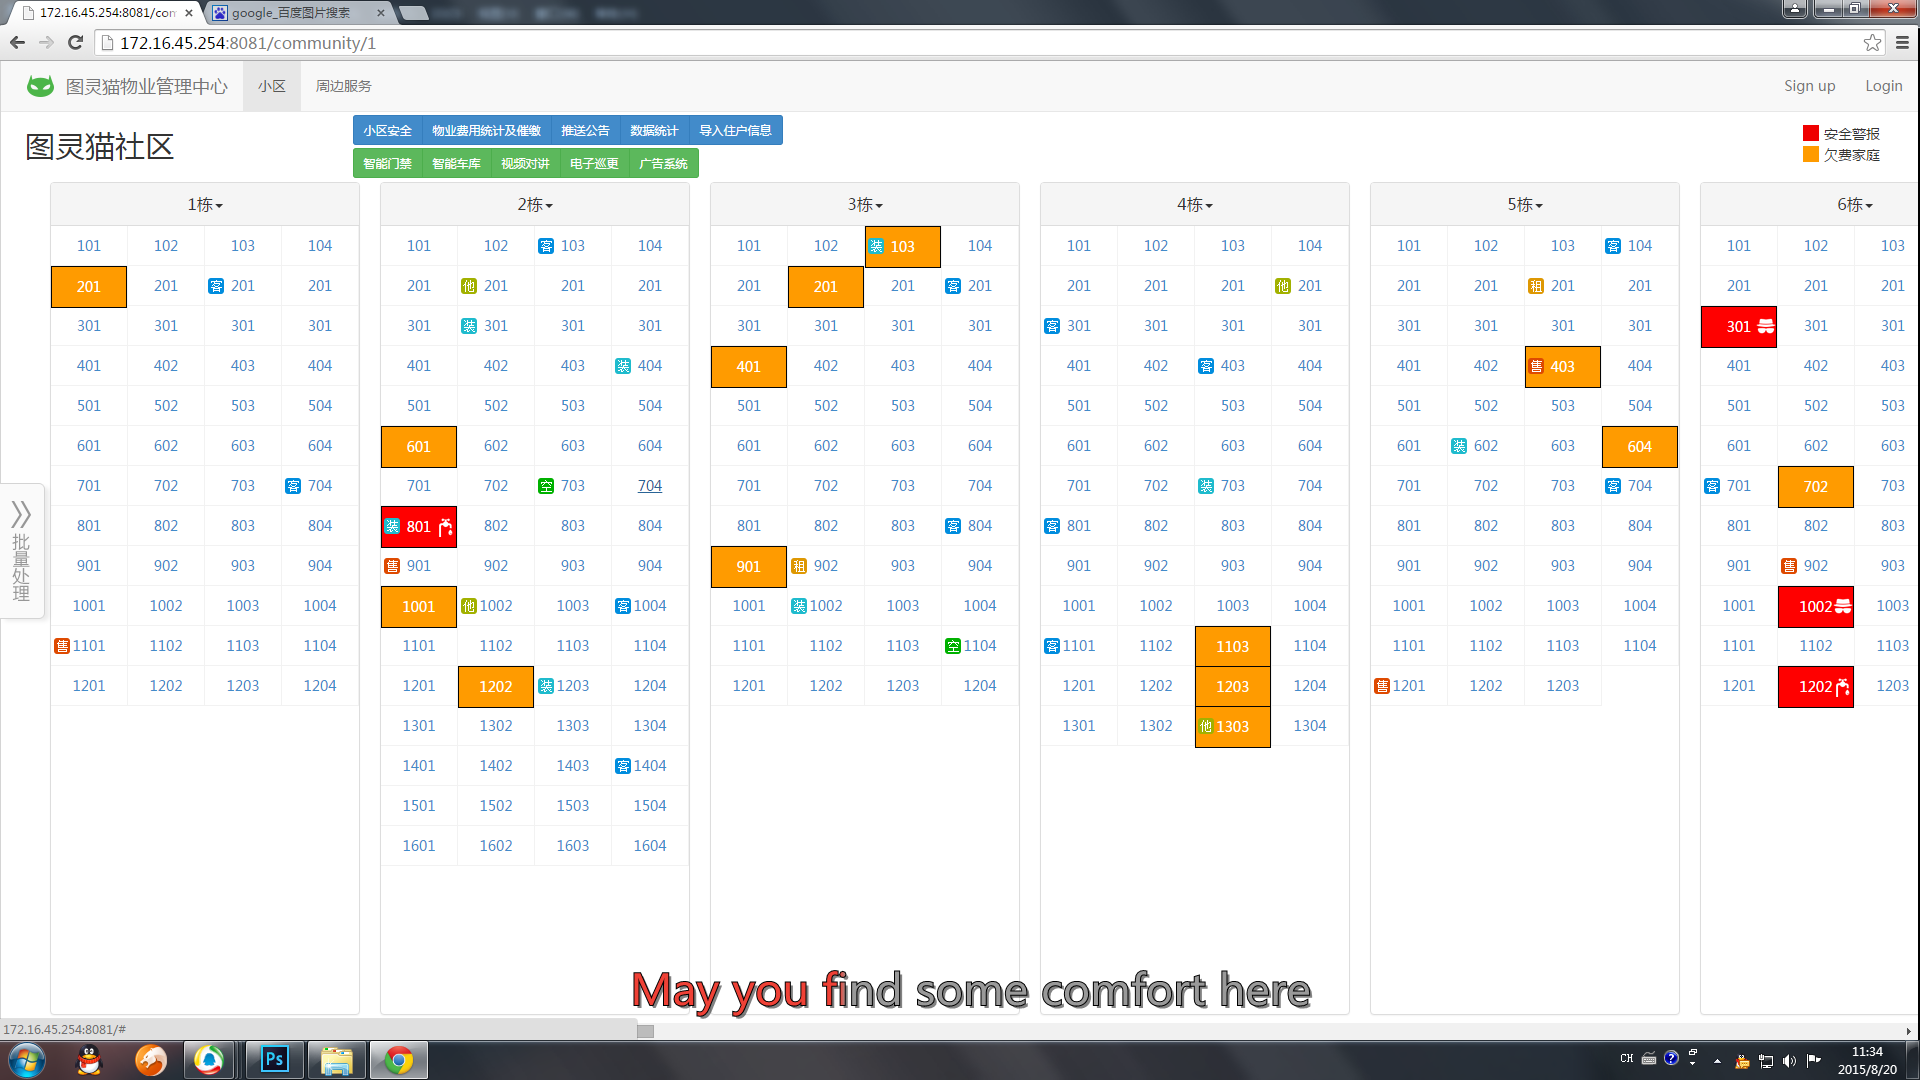 172.16.45.254:8081/com
google_百度图片搜索
172.16.45.254:8081/community/1
图灵猫物业管理中心 小区 周边服务 Sign up Login
图灵猫社区
小区安全 物业费用统计及催缴 推送公告 数据统计 导入住户信息
智能门禁 智能车库 视频对讲 电子巡更 广告系统
安全警报
欠费家庭
批量处理
1栋 2栋 3栋 4栋 5栋 6栋
101 102 103 104 101 102 客 103 104 101 102 装 103 104 101 102 103 104 101 102 103 客 104 101 102 103
201 201 客 201 201 201 他 201 201 201 201 201 201 客 201 201 201 201 他 201 201 201 租 201 201 201 201 201
301 301 301 301 301 装 301 301 301 301 301 301 301 客 301 301 301 301 301 301 301 301 301 301 301
401 402 403 404 401 402 403 装 404 401 402 403 404 401 402 客 403 404 401 402 售 403 404 401 402 403
501 502 503 504 501 502 503 504 501 502 503 504 501 502 503 504 501 502 503 504 501 502 503
601 602 603 604 601 602 603 604 601 602 603 604 601 602 603 604 601 装 602 603 604 601 602 603
701 702 703 客 704 701 702 空 703 704 701 702 703 704 701 702 装 703 704 701 702 703 客 704 客 701 702 703
801 802 803 804 装 801 802 803 804 801 802 803 客 804 客 801 802 803 804 801 802 803 804 801 802 803
901 902 903 904 售 901 902 903 904 901 租 902 903 904 901 902 903 904 901 902 903 904 901 售 902 903
1001 1002 1003 1004 1001 他 1002 1003 客 1004 1001 装 1002 1003 1004 1001 1002 1003 1004 1001 1002 1003 1004 1001 1002 1003
售 1101 1102 1103 1104 1101 1102 1103 1104 1101 1102 1103 空 1104 客 1101 1102 1103 1104 1101 1102 1103 1104 1101 1102 1103
1201 1202 1203 1204 1201 1202 装 1203 1204 1201 1202 1203 1204 1201 1202 1203 1204 售 1201 1202 1203 1201 1202 1203
1301 1302 1303 1304 1301 1302 他 1303 1304
1401 1402 1403 客 1404
1501 1502 1503 1504
1601 1602 1603 1604
May you find some comfort here
172.16.45.254:8081/#
Ps
CH
11:34
2015/8/20